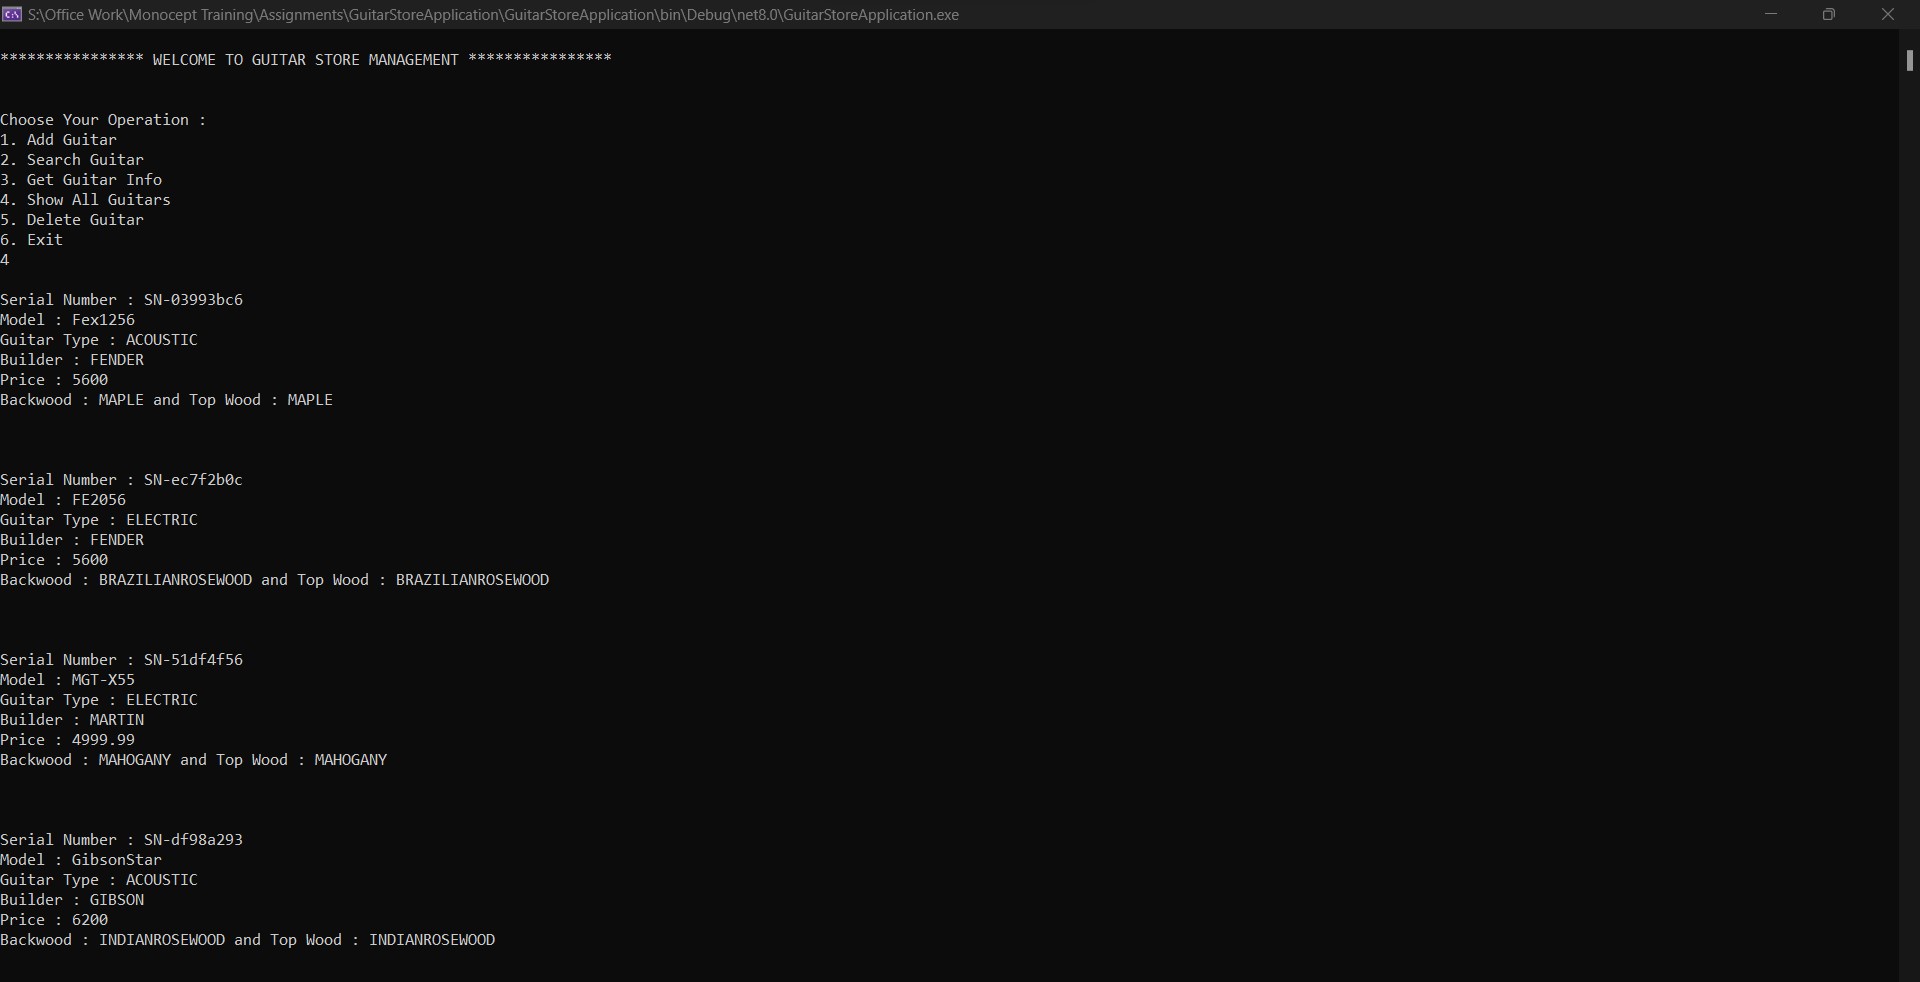 S:\Office Work\Monocept Training\Assignments\GuitarStoreApplication\GuitarStoreApplication\bin\Debug\net8.0\GuitarStoreApplication.exe
**************** WELCOME TO GUITAR STORE MANAGEMENT ****************
Choose Your Operation :
1. Add Guitar
2. Search Guitar
3. Get Guitar Info
4. Show All Guitars
5. Delete Guitar
6. Exit
4
Serial Number : SN-03993bc6
Model : Fex1256
Guitar Type : ACOUSTIC
Builder : FENDER
Price : 5600
Backwood : MAPLE and Top Wood : MAPLE
Serial Number : SN-ec7f2b0c
Model : FE2056
Guitar Type : ELECTRIC
Builder : FENDER
Price : 5600
Backwood : BRAZILIANROSEWOOD and Top Wood : BRAZILIANROSEWOOD
Serial Number : SN-51df4f56
Model : MGT-X55
Guitar Type : ELECTRIC
Builder : MARTIN
Price : 4999.99
Backwood : MAHOGANY and Top Wood : MAHOGANY
Serial Number : SN-df98a293
Model : GibsonStar
Guitar Type : ACOUSTIC
Builder : GIBSON
Price : 6200
Backwood : INDIANROSEWOOD and Top Wood : INDIANROSEWOOD